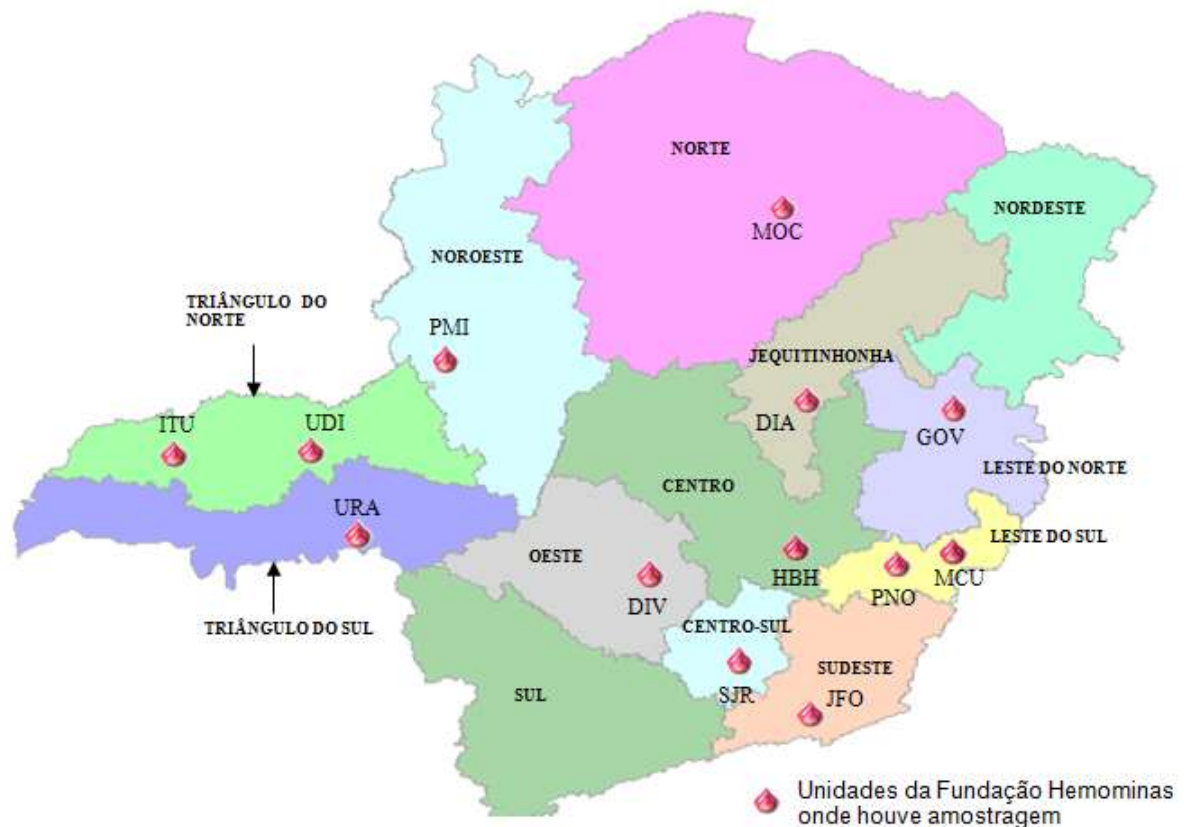 NORTE
NORDESTE
MOC
NOROESTE
TRIÂNGULO DO
NORTE
PMI
JEQUITINHONHA
ITU
UDI
DIA
GOV
LESTE DO NORTE
CENTRO
URA
LESTE DO SUL
OESTE
HBH
MCU
PNO
DIV
CENTRO-SUL
TRIÂNGULO DO SUL
SUDESTE
SUL
SJR
JFO
Unidades da Fundação Hemominas
onde houve amostragem